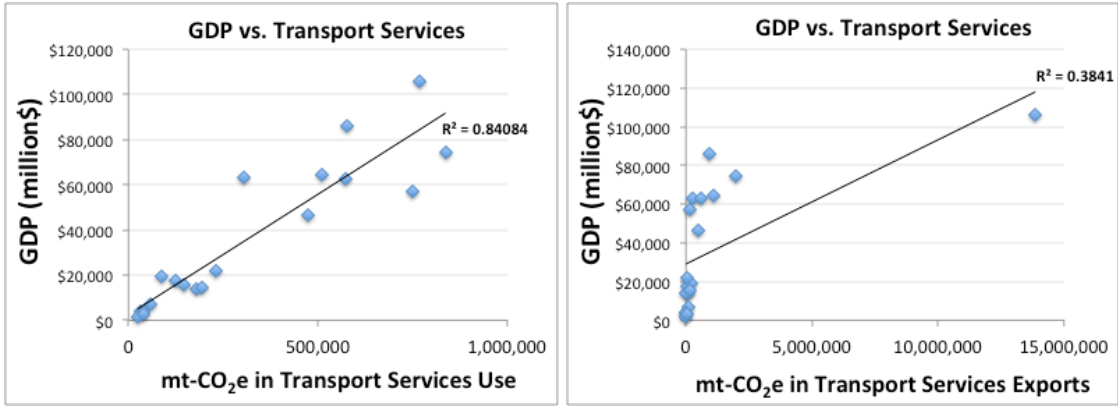 GDP vs. Transport Services
$120,000
$100,000
$80,000
$60,000
$40,000
$20,000
$0
GDP (million$)
R² = 0.84084
0
500,000
1,000,000
mt-CO₂e in Transport Services Use
GDP vs. Transport Services
$140,000
$120,000
$100,000
$80,000
$60,000
$40,000
$20,000
$0
GDP (million$)
R² = 0.3841
0
5,000,000
10,000,000
15,000,000
mt-CO₂e in Transport Services Exports